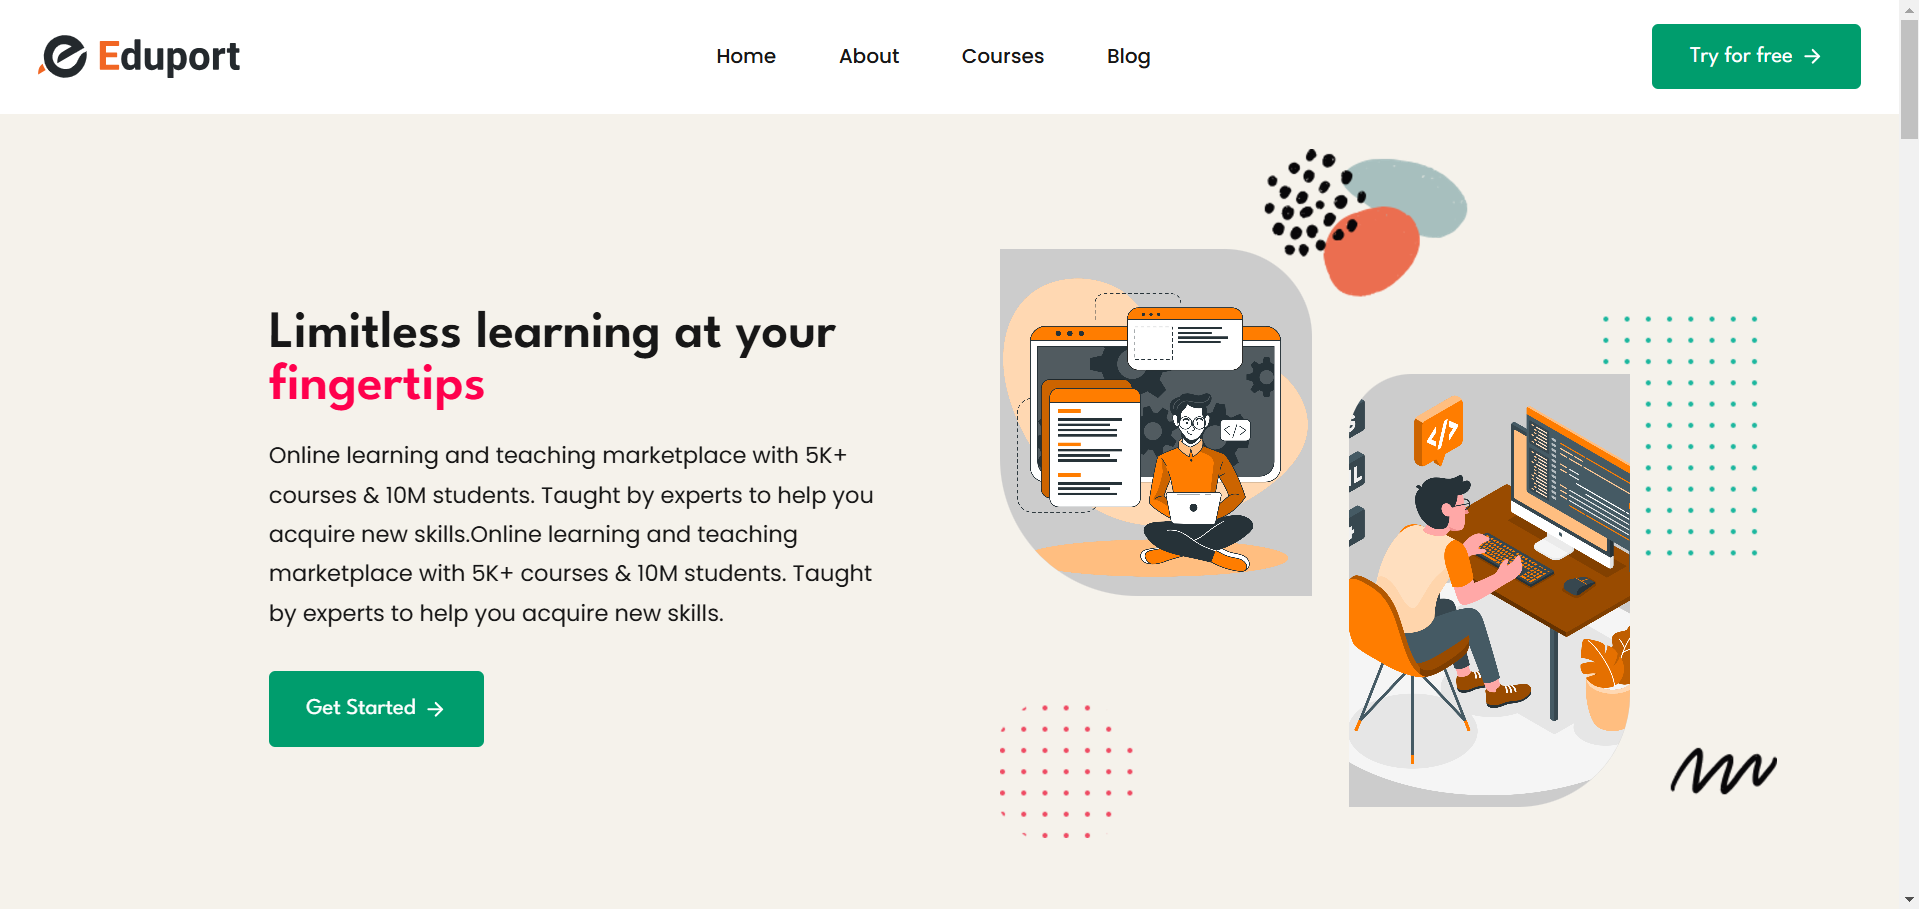 Eduport
Home
About
Courses
Blog
Try for free →
Limitless learning at your
fingertips
Online learning and teaching marketplace with 5K+
courses & 10M students. Taught by experts to help you
acquire new skills.Online learning and teaching
marketplace with 5K+ courses & 10M students. Taught
by experts to help you acquire new skills.
Get Started →
</>
</>